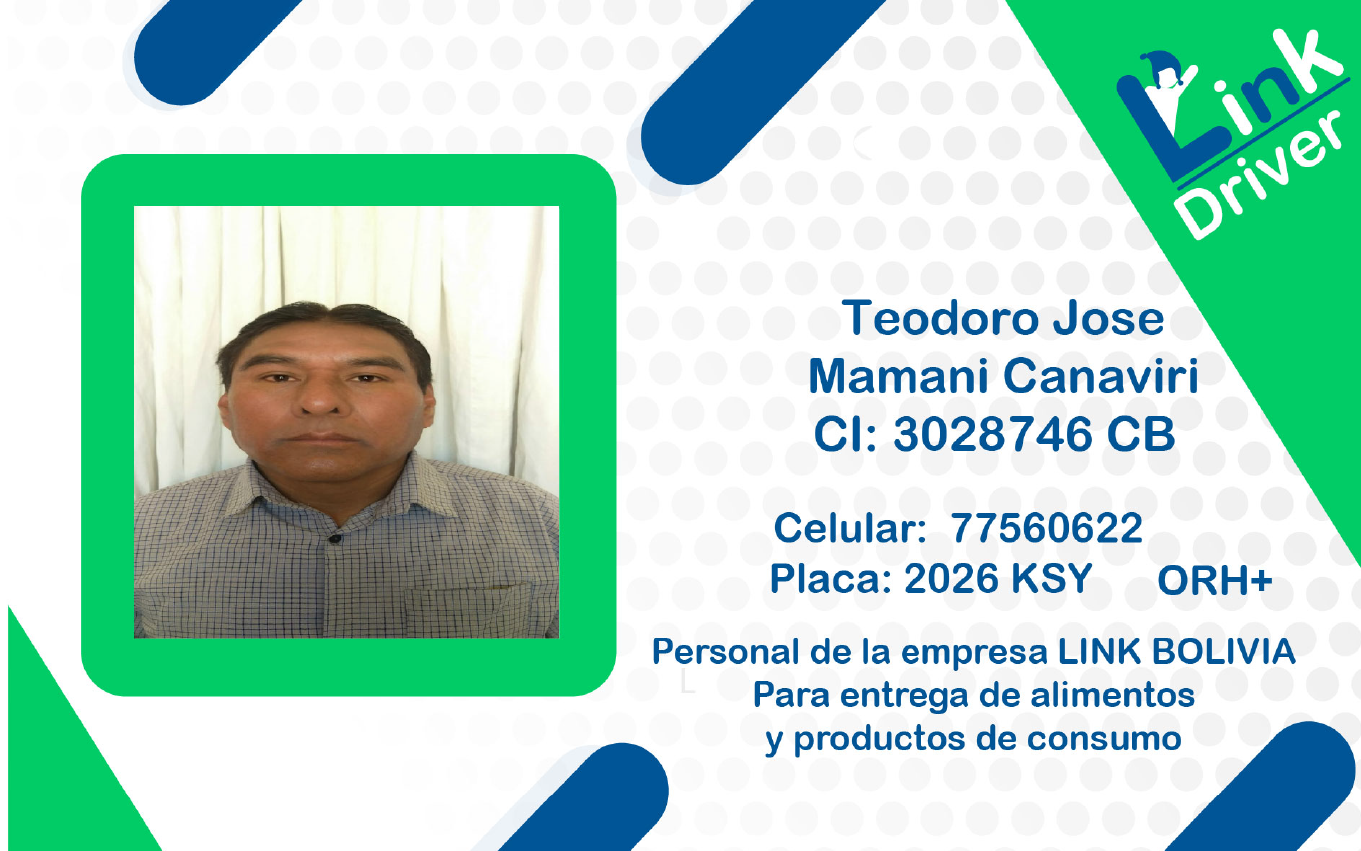 Link
Driver
Teodoro Jose
Mamani Canaviri
CI: 3028746 CB
Celular: 77560622
Placa: 2026 KSY ORH+
Personal de la empresa LINK BOLIVIA
L
Para entrega de alimentos
y productos de consumo